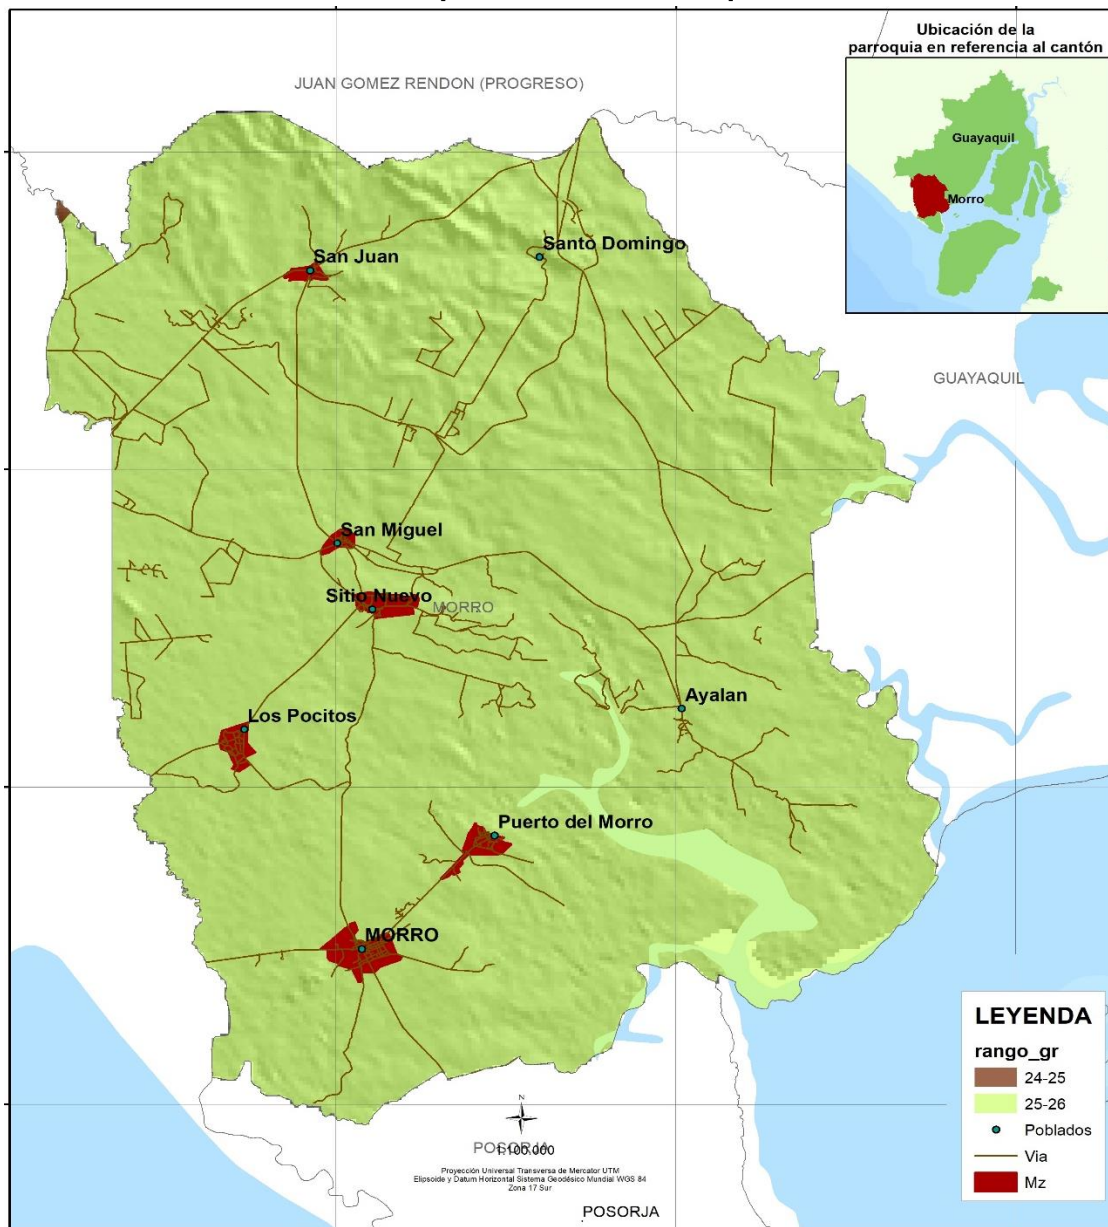 Ubicación de la
parroquia en referencia al cantón
JUAN GOMEZ RENDON (PROGRESO)
Guayaquil
Morro
San Juan
Santo Domingo
GUAYAQUIL
San Miguel
Sitio Nuevo
MORRO
Ayalan
Los Pocitos
Puerto del Morro
MORRO
LEYENDA
rango_gr
24-25
25-26
Poblados
Via
Mz
N
POSORJA
1:100,000
Proyección Universal Transversa de Mercator UTM
Elipsoide y Datum Horizontal Sistema Geodésico Mundial WGS 84
Zona 17 Sur
POSORJA